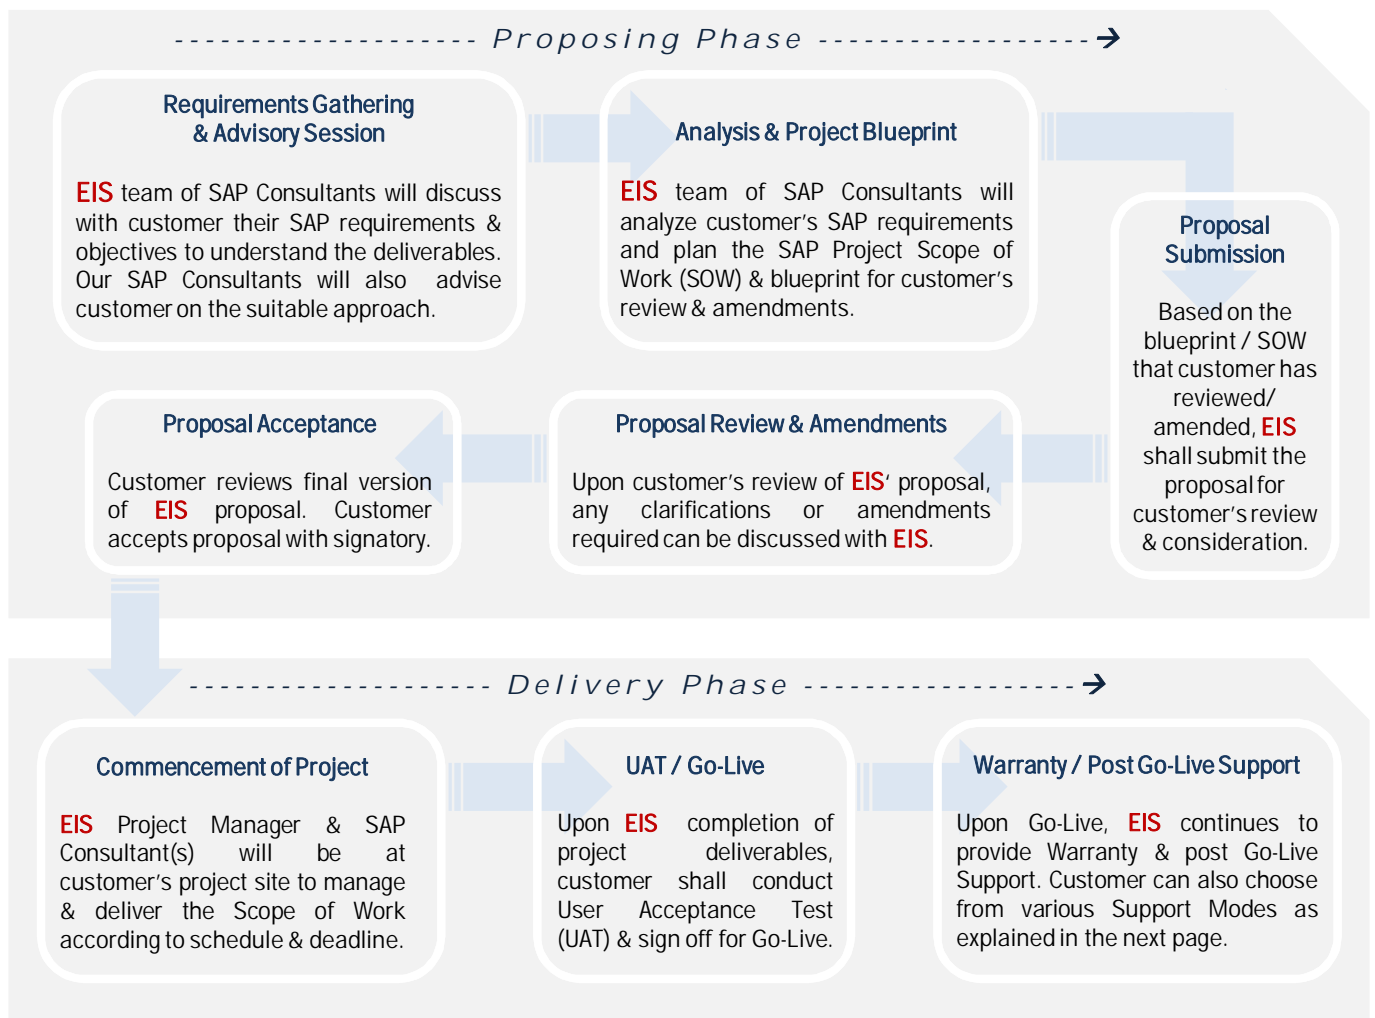 Proposing Phase
Requirements Gathering
& Advisory Session
EIS team of SAP Consultants will discuss
with customer their SAP requirements &
objectives to understand the deliverables.
Our SAP Consultants will also advise
customer on the suitable approach.
Analysis & Project Blueprint
EIS team of SAP Consultants will
analyze customer’s SAP requirements
and plan the SAP Project Scope of
Work (SOW) & blueprint for customer’s
review & amendments.
Proposal
Submission
Based on the
blueprint / SOW
that customer has
reviewed/
amended, EIS
shall submit the
proposal for
customer’s review
& consideration.
Proposal Review & Amendments
Upon customer’s review of EIS‘ proposal,
any clarifications or amendments
required can be discussed with EIS.
Proposal Acceptance
Customer reviews final version
of EIS proposal. Customer
accepts proposal with signatory.
Delivery Phase
Commencement of Project
EIS Project Manager & SAP
Consultant(s) will be at
customer’s project site to manage
& deliver the Scope of Work
according to schedule & deadline.
UAT / Go-Live
Upon EIS completion of
project deliverables,
customer shall conduct
User Acceptance Test
(UAT) & sign off for Go-Live.
Warranty / Post Go-Live Support
Upon Go-Live, EIS continues to
provide Warranty & post Go-Live
Support. Customer can also choose
from various Support Modes as
explained in the next page.